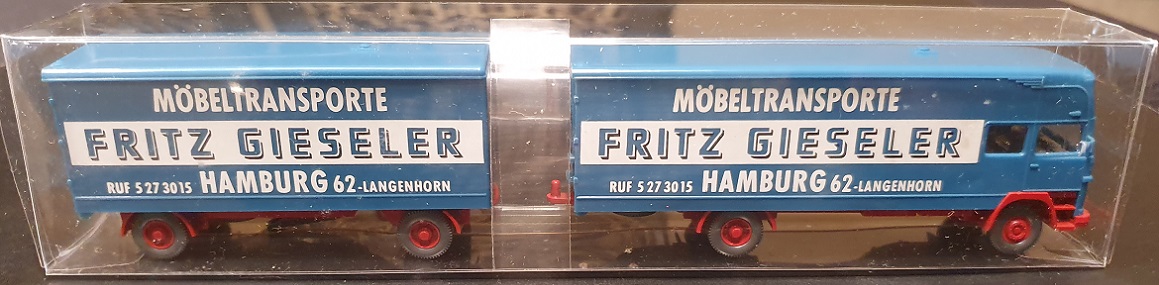 MÖBELTRANSPORTE
FRITZ GIESELER
RUF 5 27 30 15 HAMBURG 62-LANGENHORN
MÖBELTRANSPORTE
FRITZ GIESELER
RUF 5 27 30 15 HAMBURG 62-LANGENHORN